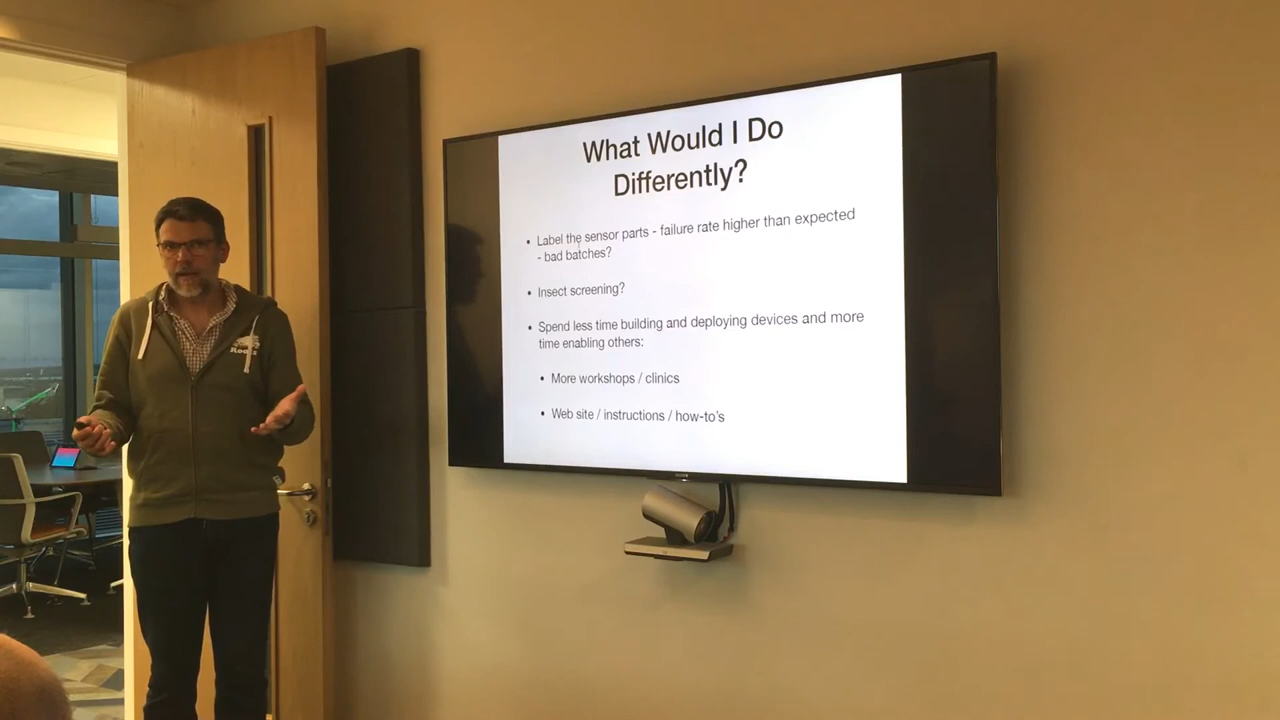 What Would I Do
Differently?
• Label the sensor parts - failure rate higher than expected
- bad batches?
• Insect screening?
• Spend less time building and deploying devices and more
time enabling others:
• More workshops / clinics
• Web site / instructions / how-to's
Roots